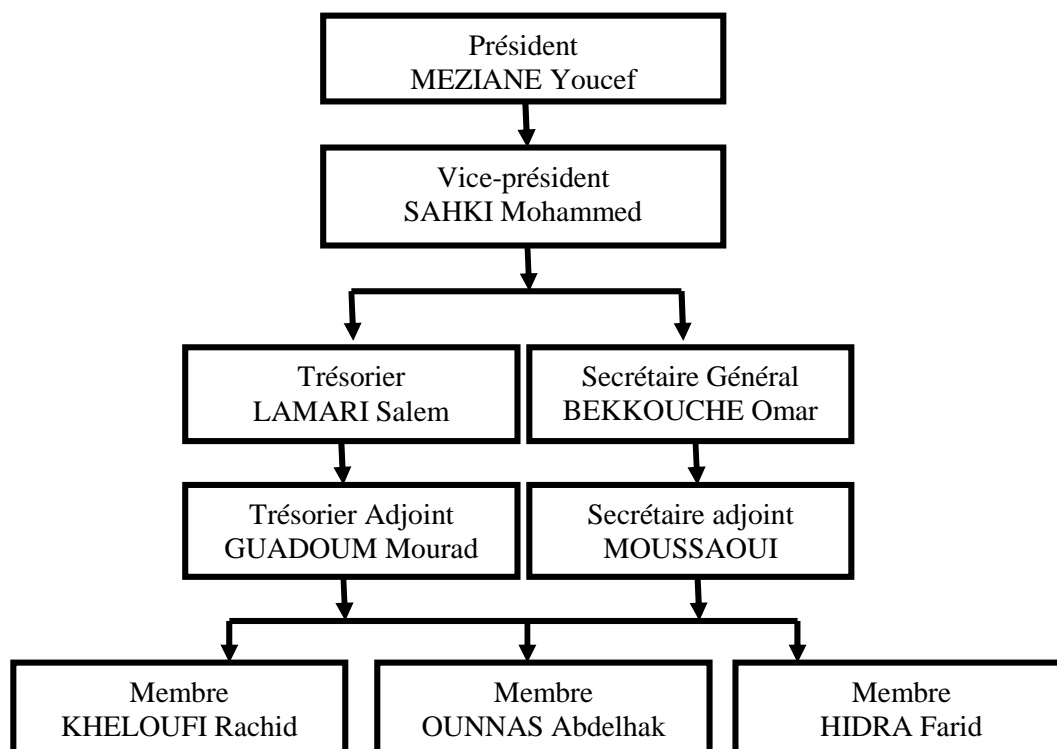 Président
MEZIANE Youcef
Vice-président
SAHKI Mohammed
Trésorier
LAMARI Salem
Secrétaire Général
BEKKOUCHE Omar
Trésorier Adjoint
GUADOUM Mourad
Secrétaire adjoint
MOUSSAOUI
Membre
KHELOUFI Rachid
Membre
OUNNAS Abdelhak
Membre
HIDRA Farid